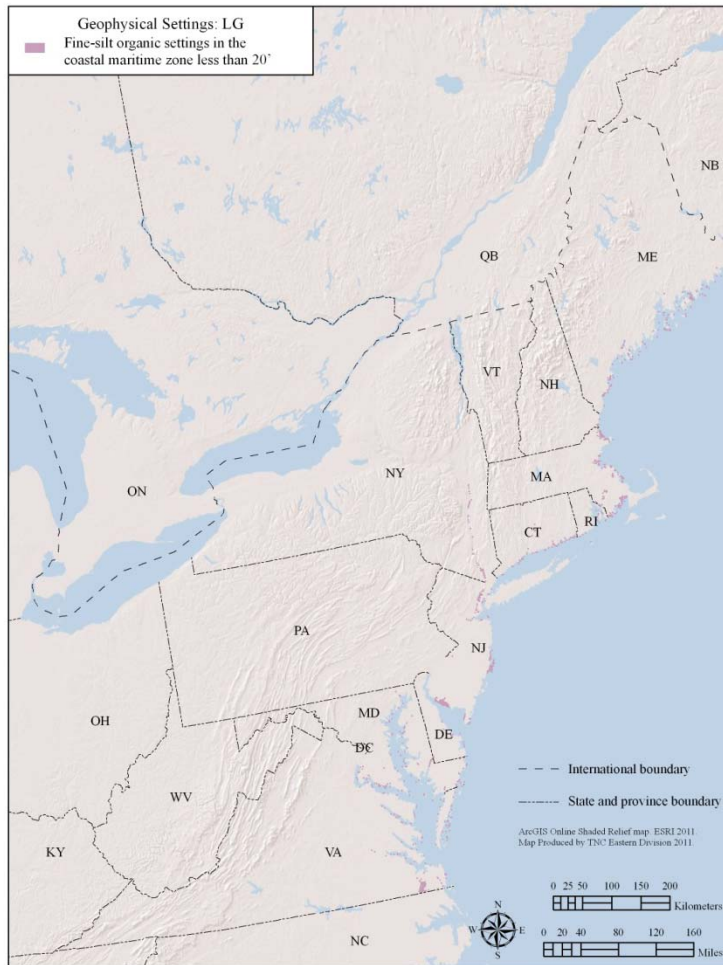 Geophysical Settings: LG
Fine-silt organic settings in the
coastal maritime zone less than 20'
NB
QB
ME
VT
NH
NY
MA
ON
CT
RI
PA
NJ
OH
MD
DE
DC
WV
International boundary
State and province boundary
ArcGIS Online Shaded Relief map. ESRI 2011.
Map Produced by TNC Eastern Division 2011.
KY
VA
0 25 50 100 150 200
Kilometers
N
W E
S
0 20 40 80 120 160
Miles
NC